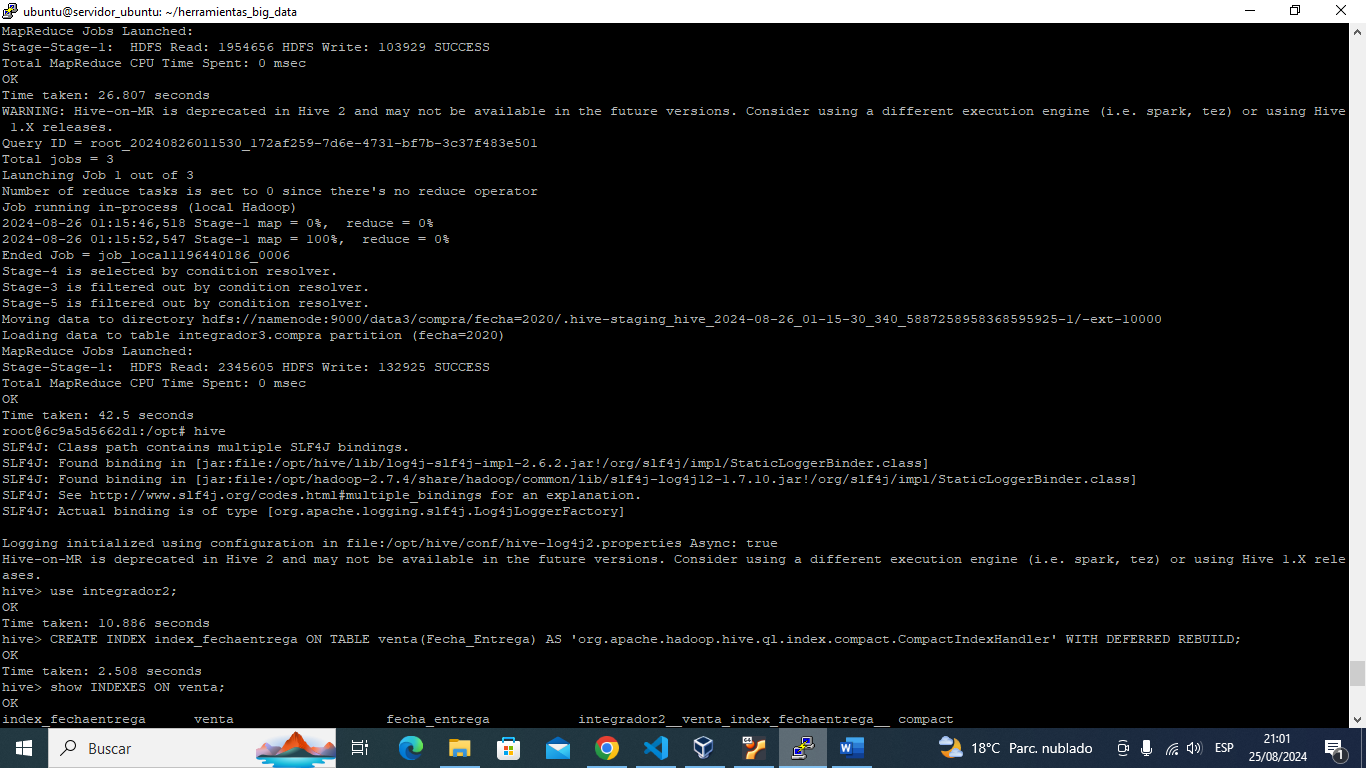 ubuntu@servidor_ubuntu: ~/herramientas_big_data
MapReduce Jobs Launched:
Stage-Stage-1:  HDFS Read: 1954656 HDFS Write: 103929 SUCCESS
Total MapReduce CPU Time Spent: 0 msec
OK
Time taken: 26.807 seconds
WARNING: Hive-on-MR is deprecated in Hive 2 and may not be available in the future versions. Consider using a different execution engine (i.e. spark, tez) or using Hive
 1.X releases.
Query ID = root_20240826011530_172af259-7d6e-4731-bf7b-3c37f483e501
Total jobs = 3
Launching Job 1 out of 3
Number of reduce tasks is set to 0 since there's no reduce operator
Job running in-process (local Hadoop)
2024-08-26 01:15:46,518 Stage-1 map = 0%,  reduce = 0%
2024-08-26 01:15:52,547 Stage-1 map = 100%,  reduce = 0%
Ended Job = job_local1196440186_0006
Stage-4 is selected by condition resolver.
Stage-3 is filtered out by condition resolver.
Stage-5 is filtered out by condition resolver.
Moving data to directory hdfs://namenode:9000/data3/compra/fecha=2020/.hive-staging_hive_2024-08-26_01-15-30_340_5887258958368595925-1/-ext-10000
Loading data to table integrador3.compra partition (fecha=2020)
MapReduce Jobs Launched:
Stage-Stage-1:  HDFS Read: 2345605 HDFS Write: 132925 SUCCESS
Total MapReduce CPU Time Spent: 0 msec
OK
Time taken: 42.5 seconds
root@6c9a5d5662d1:/opt# hive
SLF4J: Class path contains multiple SLF4J bindings.
SLF4J: Found binding in [jar:file:/opt/hive/lib/log4j-slf4j-impl-2.6.2.jar!/org/slf4j/impl/StaticLoggerBinder.class]
SLF4J: Found binding in [jar:file:/opt/hadoop-2.7.4/share/hadoop/common/lib/slf4j-log4j12-1.7.10.jar!/org/slf4j/impl/StaticLoggerBinder.class]
SLF4J: See http://www.slf4j.org/codes.html#multiple_bindings for an explanation.
SLF4J: Actual binding is of type [org.apache.logging.slf4j.Log4jLoggerFactory]
Logging initialized using configuration in file:/opt/hive/conf/hive-log4j2.properties Async: true
Hive-on-MR is deprecated in Hive 2 and may not be available in the future versions. Consider using a different execution engine (i.e. spark, tez) or using Hive 1.X rele
ases.
hive> use integrador2;
OK
Time taken: 10.886 seconds
hive> CREATE INDEX index_fechaentrega ON TABLE venta(Fecha_Entrega) AS 'org.apache.hadoop.hive.ql.index.compact.CompactIndexHandler' WITH DEFERRED REBUILD;
OK
Time taken: 2.508 seconds
hive> show INDEXES ON venta;
OK
index_fechaentrega      venta                   fecha_entrega           integrador2__venta_index_fechaentrega__ compact
Buscar
18°C Parc. nublado
ESP
21:01
25/08/2024
1